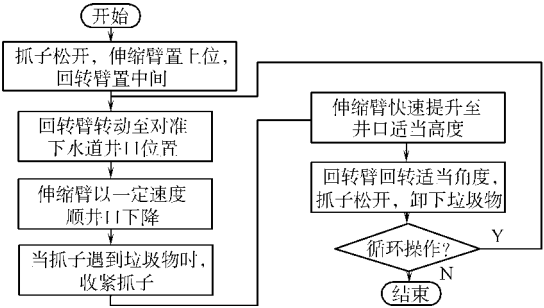 开始
抓子松开，伸缩臂置上位，
回转臂置中间
回转臂转动至对准
下水道井口位置
伸缩臂以一定速度
顺井口下降
当抓子遇到垃圾物时，
收紧抓子
伸缩臂快速提升至
井口适当高度
回转臂回转适当角度，
抓子松开，卸下垃圾物
循环操作？
Y
N
结束